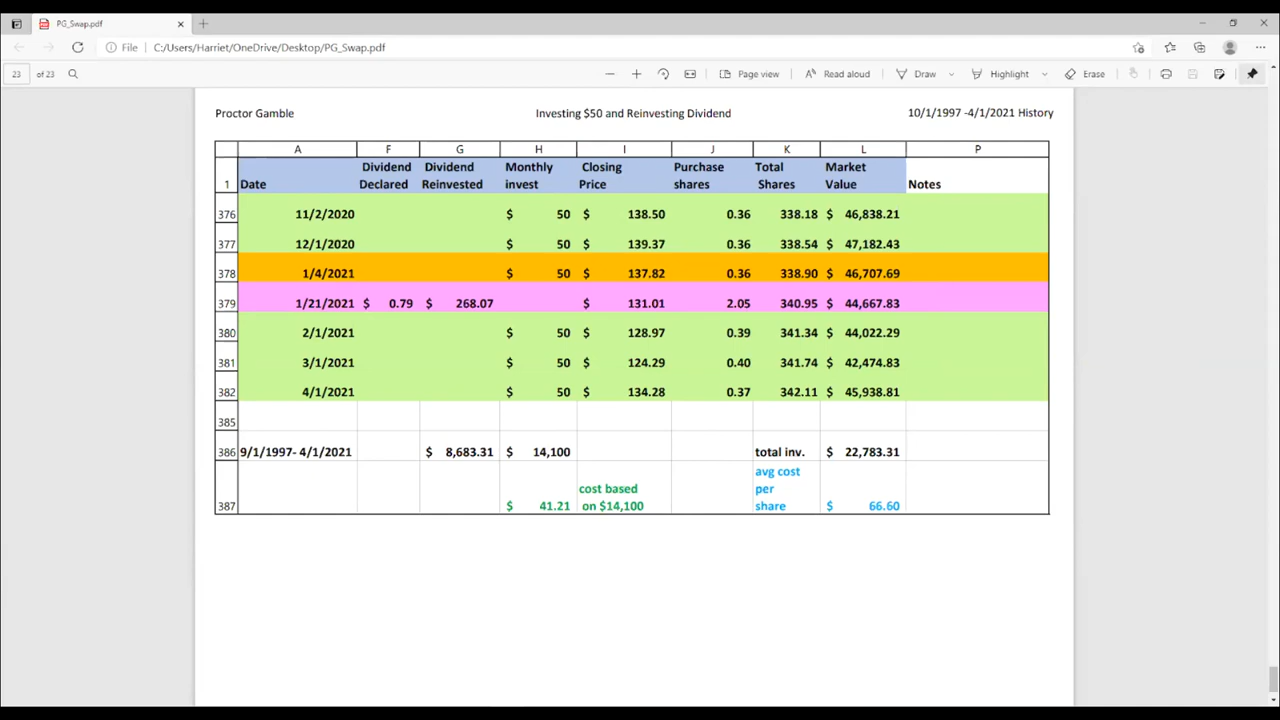 PG_Swap.pdf
File C:/Users/Harriet/OneDrive/Desktop/PG_Swap.pdf
23 of 23 Page view Read aloud Draw Highlight Erase
Proctor Gamble Investing $50 and Reinvesting Dividend 10/1/1997 -4/1/2021 History
A F G H I J K L P
Dividend Dividend Monthly Closing Purchase Total Market
1 Date Declared Reinvested invest Price shares Shares Value Notes
376 11/2/2020 $ 50 $ 138.50 0.36 338.18 $ 46,838.21
377 12/1/2020 $ 50 $ 139.37 0.36 338.54 $ 47,182.43
378 1/4/2021 $ 50 $ 137.82 0.36 338.90 $ 46,707.69
379 1/21/2021 $ 0.79 $ 268.07 $ 131.01 2.05 340.95 $ 44,667.83
380 2/1/2021 $ 50 $ 128.97 0.39 341.34 $ 44,022.29
381 3/1/2021 $ 50 $ 124.29 0.40 341.74 $ 42,474.83
382 4/1/2021 $ 50 $ 134.28 0.37 342.11 $ 45,938.81
385
386 9/1/1997- 4/1/2021 $ 8,683.31 $ 14,100 total inv. $ 22,783.31
avg cost
cost based per
387 $ 41.21 on $14,100 share $ 66.60